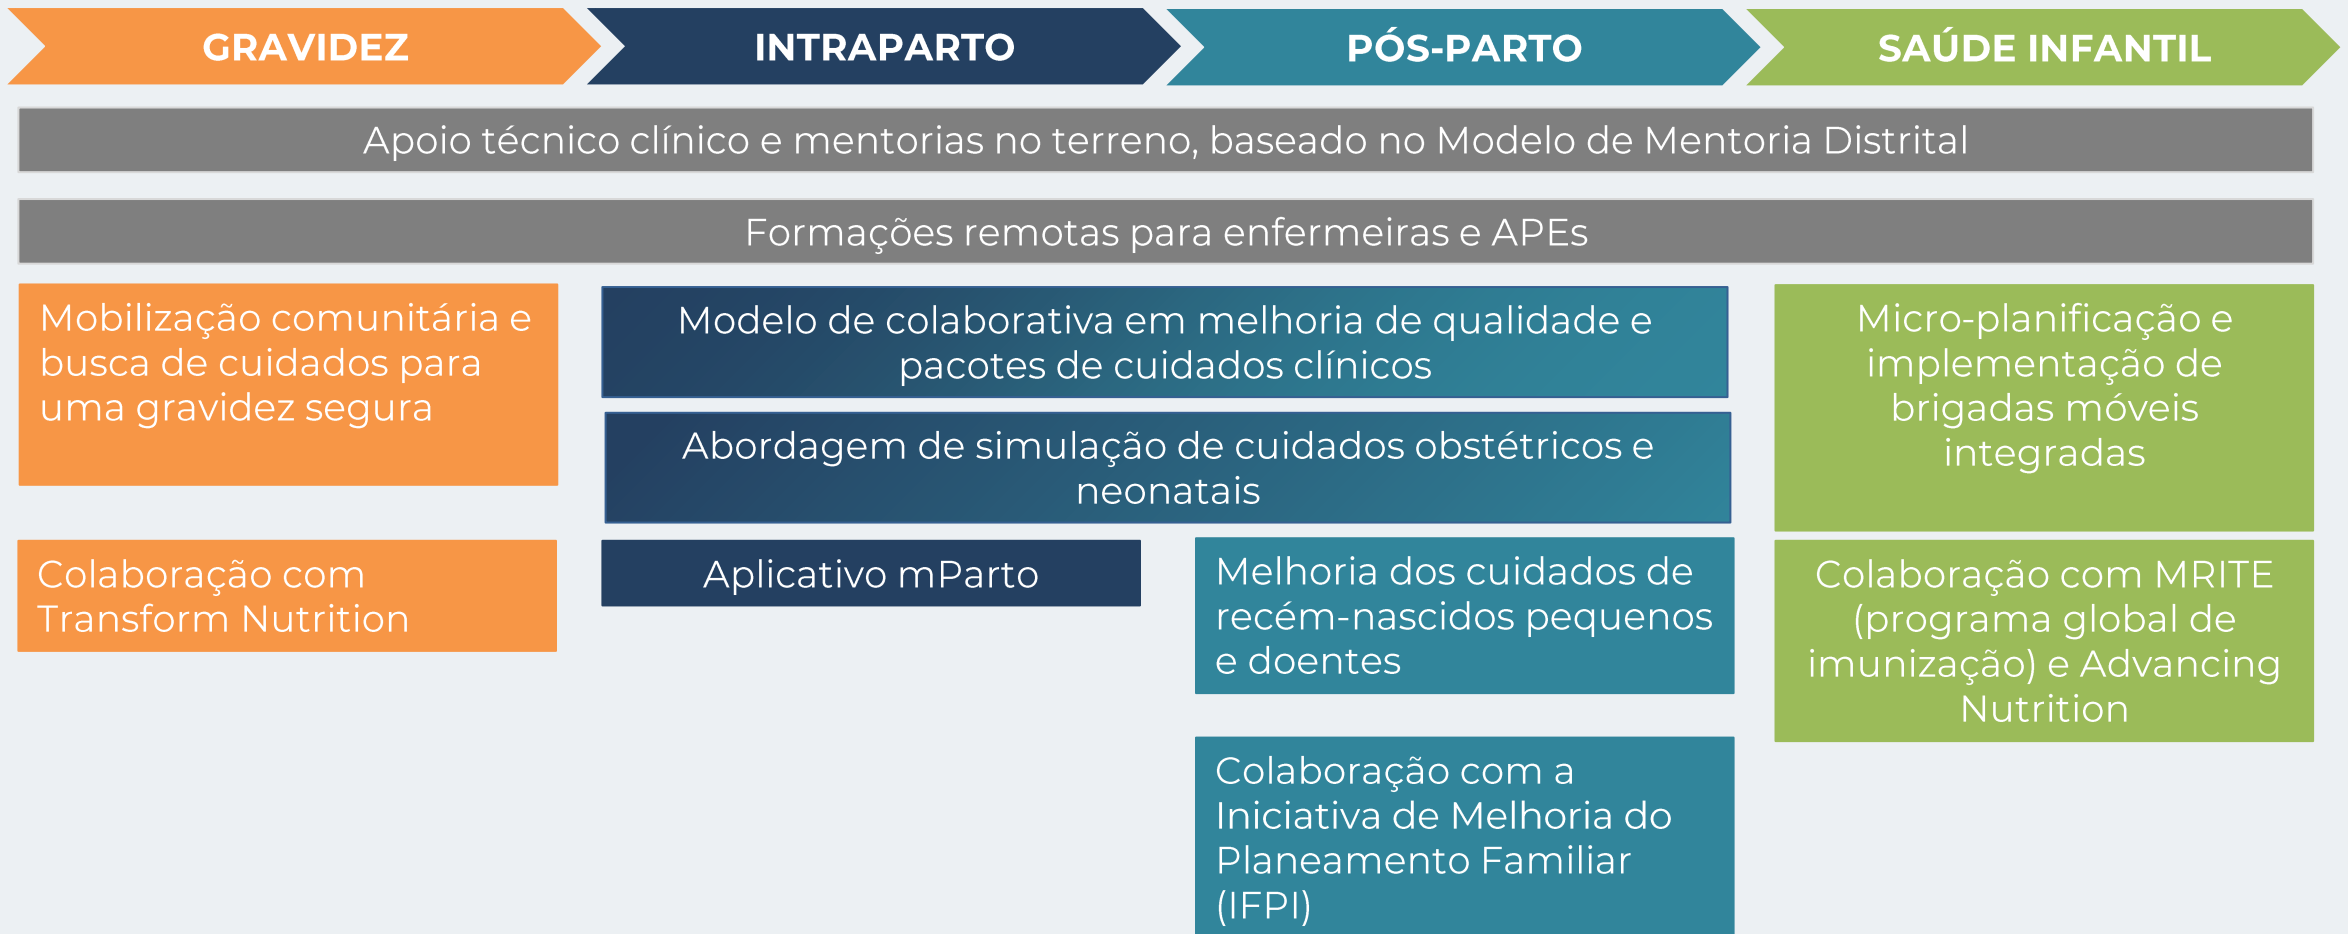 GRAVIDEZ
INTRAPARTO
PÓS-PARTO
SAÚDE INFANTIL
Apoio técnico clínico e mentorias no terreno, baseado no Modelo de Mentoria Distrital
Formações remotas para enfermeiras e APEs
Mobilização comunitária e
busca de cuidados para
uma gravidez segura
Modelo de colaborativa em melhoria de qualidade e
pacotes de cuidados clínicos
Micro-planificação e
implementação de
brigadas móveis
integradas
Abordagem de simulação de cuidados obstétricos e
neonatais
Colaboração com
Transform Nutrition
Aplicativo mParto
Melhoria dos cuidados de
recém-nascidos pequenos
e doentes
Colaboração com MRITE
(programa global de
imunização) e Advancing
Nutrition
Colaboração com a
Iniciativa de Melhoria do
Planeamento Familiar
(IFPI)